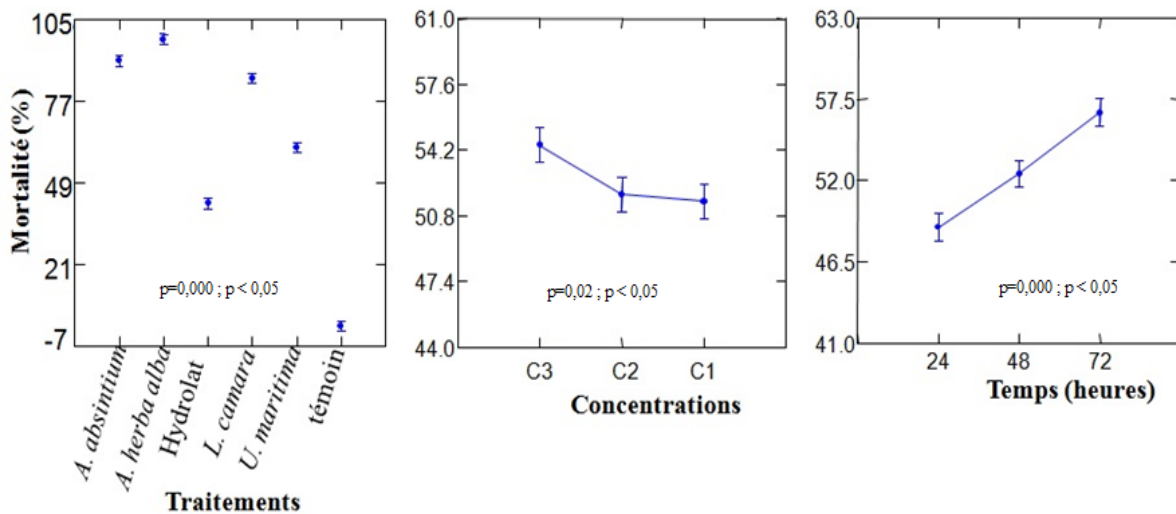 Mortalité (%)
105
77
49
21
-7
p=0,000 ; p < 0,05
A. absintium
A. herba alba
Hydrolat
L. camara
U. maritima
témoin
Traitements
61.0
57.6
54.2
50.8
47.4
44.0
p=0,02 ; p < 0,05
C3
C2
C1
Concentrations
63.0
57.5
52.0
46.5
41.0
p=0,000 ; p < 0,05
24
48
72
Temps (heures)